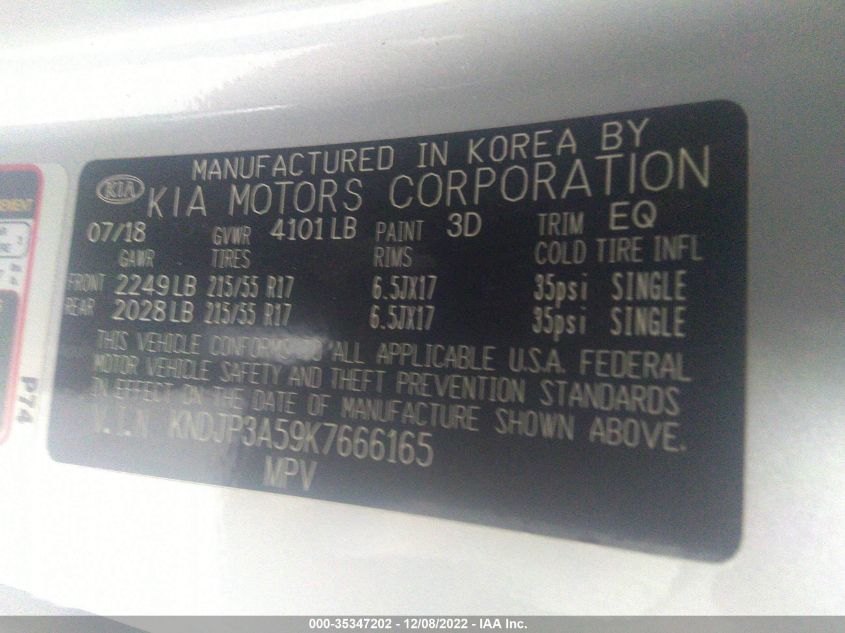 MANUFACTURED IN KOREA BY
KIA KIA MOTORS CORPORATION
07/18 GVWR 4101 LB PAINT 3D TRIM EQ
GAWR TIRES RIMS COLD TIRE INFL
FRONT 2249 LB 215/55 R17 6.5JX17 35psi SINGLE
REAR 2028 LB 215/55 R17 6.5JX17 35psi SINGLE
THIS VEHICLE CONFORMS TO ALL APPLICABLE U.S.A. FEDERAL
MOTOR VEHICLE SAFETY AND THEFT PREVENTION STANDARDS
IN EFFECT ON THE DATE OF MANUFACTURE SHOWN ABOVE.
V.I.N KNDJP3A59K7666165
MPV
P74
000-35347202 - 12/08/2022 - IAA Inc.